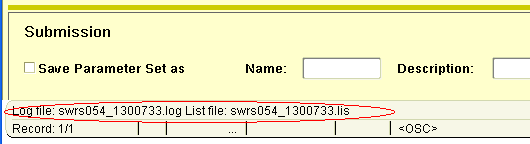 Submission
Save Parameter Set as Name: Description:
Log file: swrs054_1300733.log List file: swrs054_1300733.lis
Record: 1/1 ... <OSC>